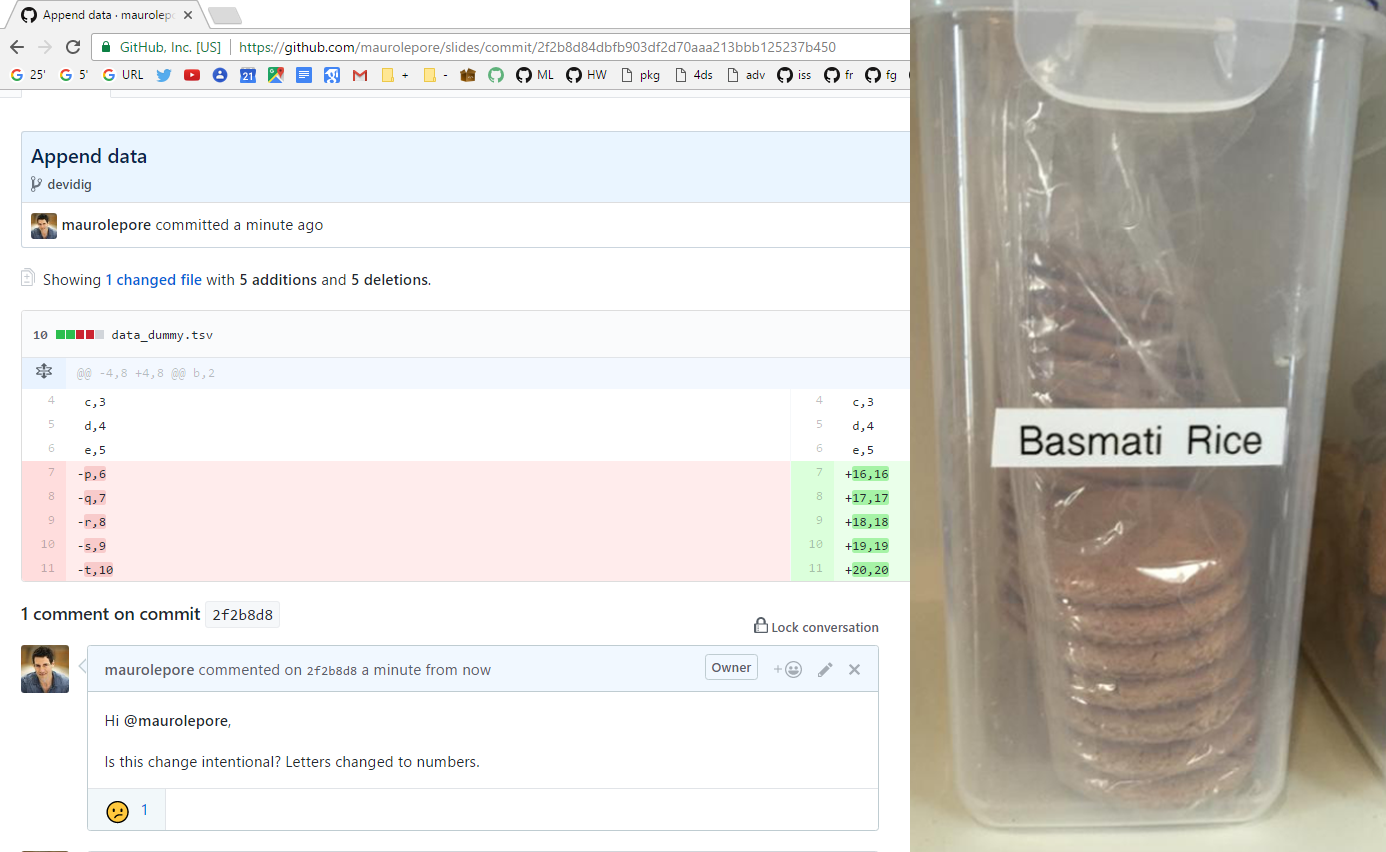 Append data · maurolepo
GitHub, Inc. [US] https://github.com/maurolepore/slides/commit/2f2b8d84dbfb903df2d70aaa213bbb125237b450
25' 5' URL 21 + - ML HW pkg 4ds adv iss fr fg
Append data
devidig
maurolepore committed a minute ago
Showing 1 changed file with 5 additions and 5 deletions.
10 data_dummy.tsv
@@ -4,8 +4,8 @@ b,2
4 c,3 4 c,3
5 d,4 5 d,4
6 e,5 6 e,5
7 -p,6 7 +16,16
8 -q,7 8 +17,17
9 -r,8 9 +18,18
10 -s,9 10 +19,19
11 -t,10 11 +20,20
1 comment on commit 2f2b8d8
Lock conversation
maurolepore commented on 2f2b8d8 a minute from now Owner +
Hi @maurolepore,
Is this change intentional? Letters changed to numbers.
1
Basmati Rice